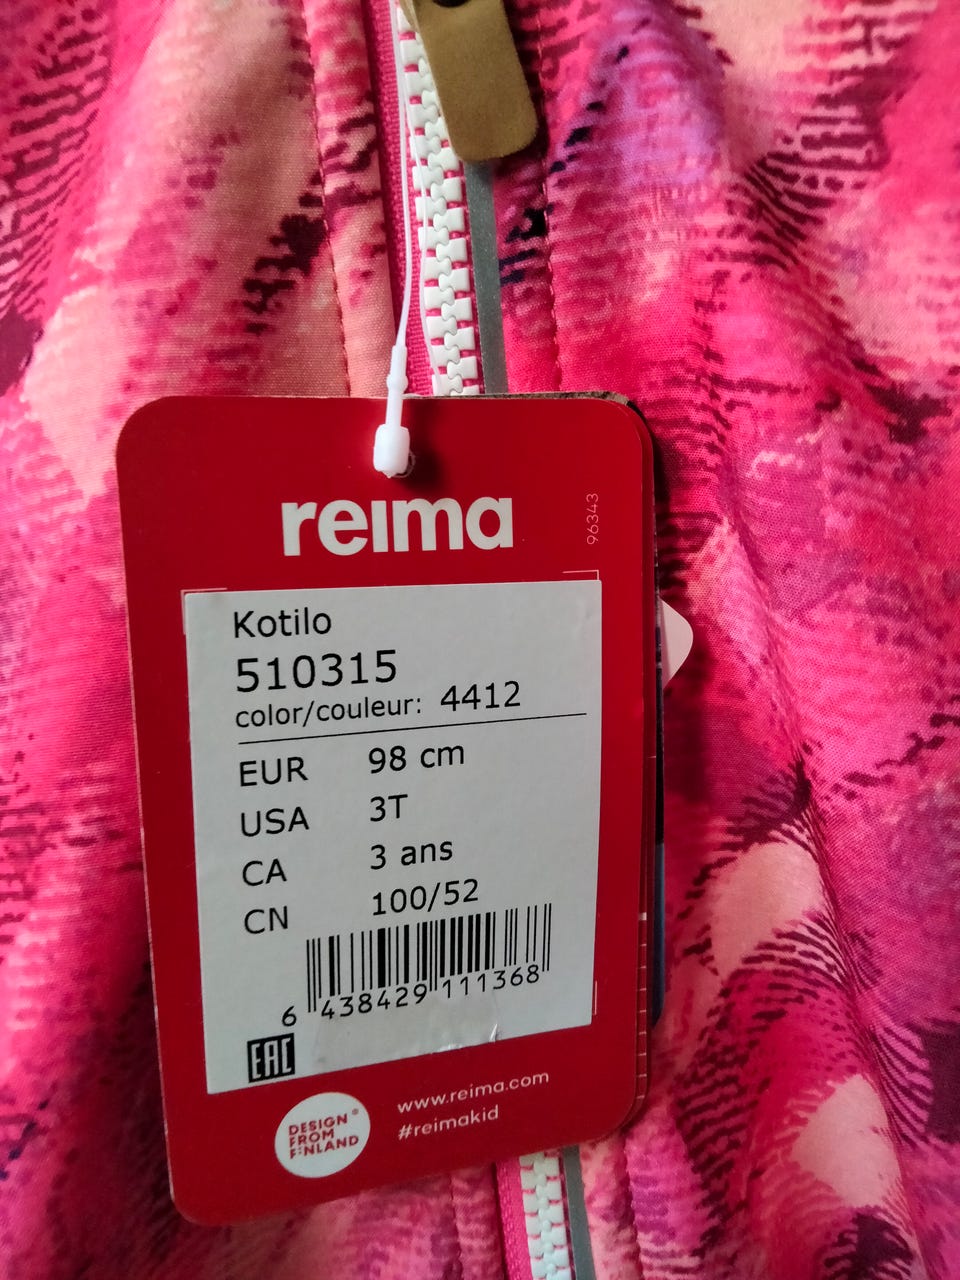 reima
96343
Kotilo
510315
color/couleur: 4412
EUR 98 cm
USA 3T
CA 3 ans
CN 100/52
6 438429 111368
EAC
DESIGN®
FROM
FINLAND
www.reima.com
#reimakid